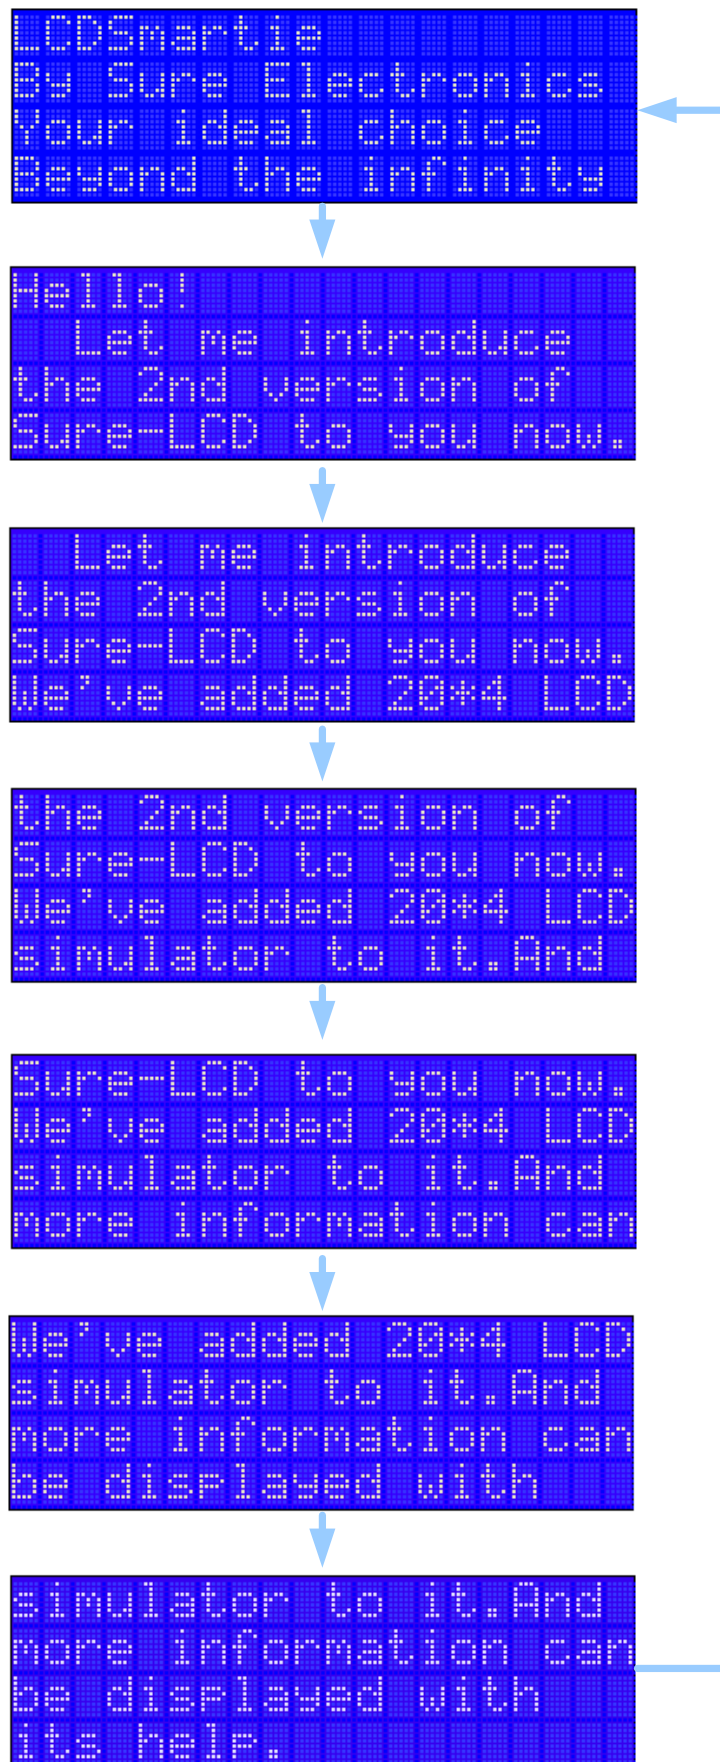 LCDSmartie
By Sure Electronics
Your ideal choice
Beyond the infinity
Hello!
Let me introduce
the 2nd version of
Sure-LCD to you now.
Let me introduce
the 2nd version of
Sure-LCD to you now.
We've added 20*4 LCD
the 2nd version of
Sure-LCD to you now.
We've added 20*4 LCD
simulator to it.And
Sure-LCD to you now.
We've added 20*4 LCD
simulator to it.And
more information can
We've added 20*4 LCD
simulator to it.And
more information can
be displayed with
simulator to it.And
more information can
be displayed with
its help.